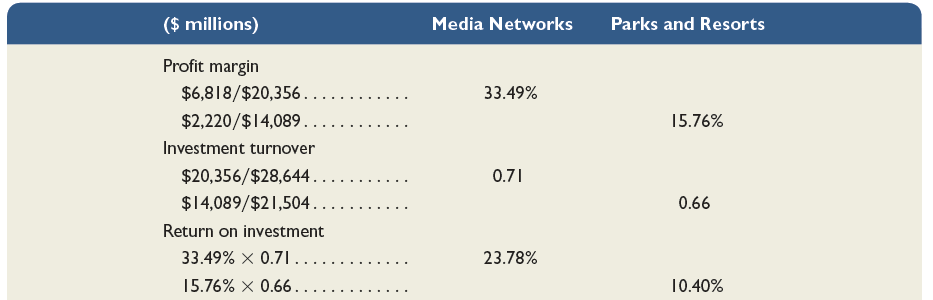 ($ millions) Media Networks Parks and Resorts
Profit margin
$6,818/$20,356 . . . . . . . . . . . . 33.49%
$2,220/$14,089 . . . . . . . . . . . . 15.76%
Investment turnover
$20,356/$28,644 . . . . . . . . . . . 0.71
$14,089/$21,504 . . . . . . . . . . . 0.66
Return on investment
33.49% × 0.71 . . . . . . . . . . . . . 23.78%
15.76% × 0.66 . . . . . . . . . . . . . 10.40%